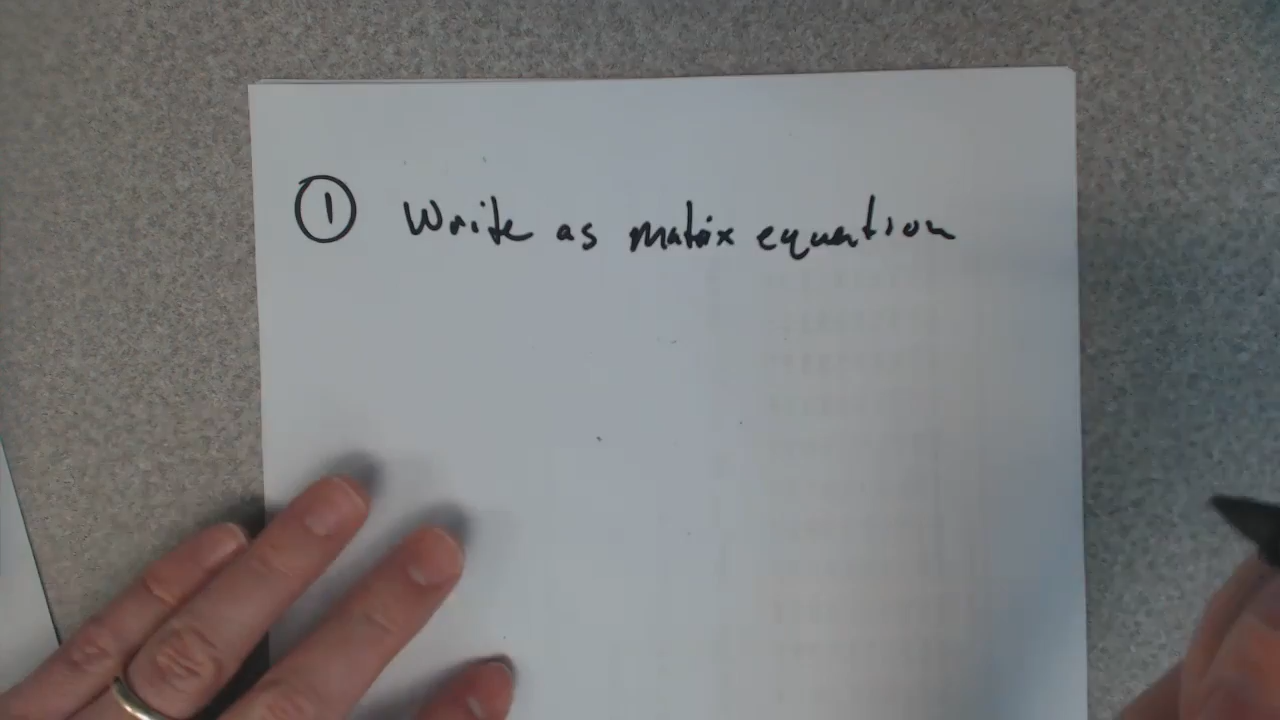 ① Write as matrix equation